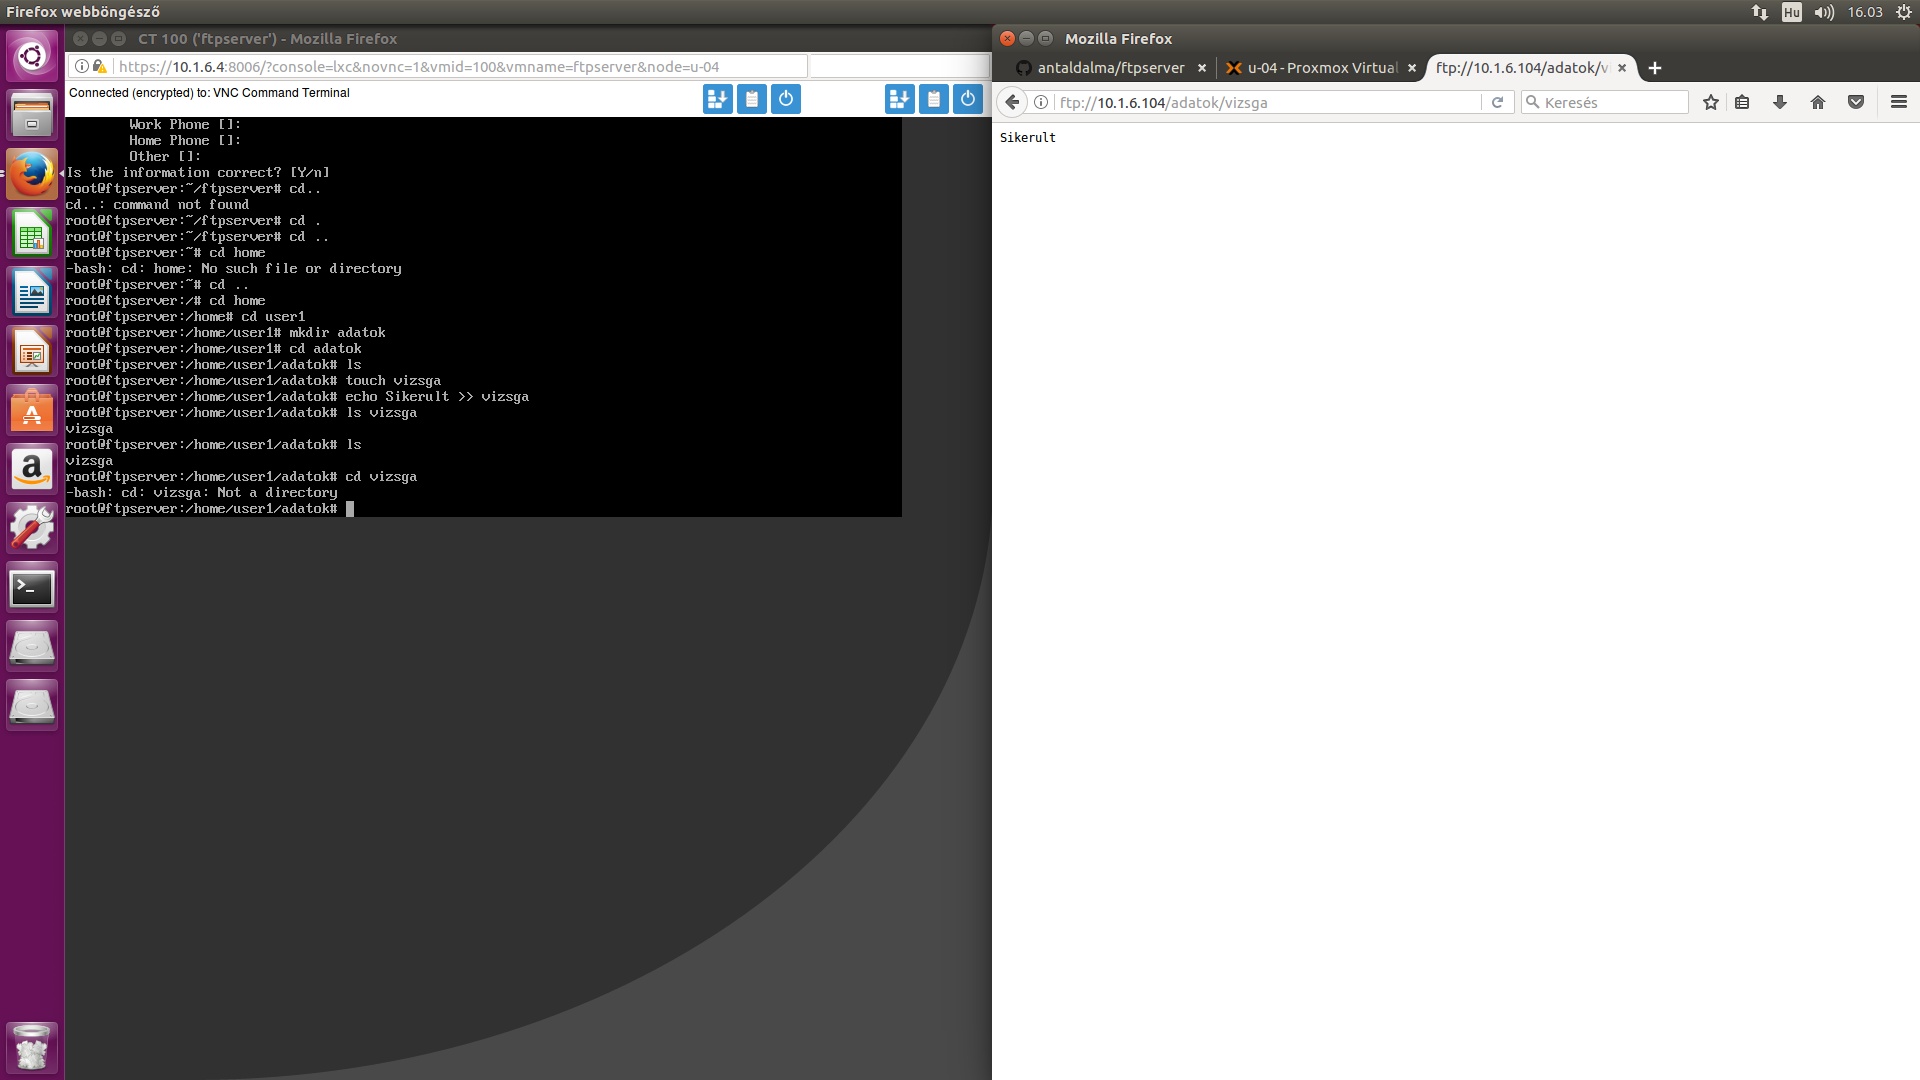 Firefox webböngésző
Hu
16.03
CT 100 ('ftpserver') - Mozilla Firefox
https://10.1.6.4:8006/?console=lxc&novnc=1&vmid=100&vmname=ftpserver&node=u-04
Connected (encrypted) to: VNC Command Terminal
Work Phone []:
Home Phone []:
Other []:
Is the information correct? [Y/n]
root@ftpserver:~/ftpserver# cd..
cd..: command not found
root@ftpserver:~/ftpserver# cd .
root@ftpserver:~/ftpserver# cd ..
root@ftpserver:~# cd home
-bash: cd: home: No such file or directory
root@ftpserver:~# cd ..
root@ftpserver:/# cd home
root@ftpserver:/home# cd user1
root@ftpserver:/home/user1# mkdir adatok
root@ftpserver:/home/user1# cd adatok
root@ftpserver:/home/user1/adatok# ls
root@ftpserver:/home/user1/adatok# touch vizsga
root@ftpserver:/home/user1/adatok# echo Sikerult >> vizsga
root@ftpserver:/home/user1/adatok# ls vizsga
vizsga
root@ftpserver:/home/user1/adatok# ls
vizsga
root@ftpserver:/home/user1/adatok# cd vizsga
-bash: cd: vizsga: Not a directory
root@ftpserver:/home/user1/adatok#
Mozilla Firefox
antaldalma/ftpserver
u-04 - Proxmox Virtual
ftp://10.1.6.104/adatok/v
ftp://10.1.6.104/adatok/vizsga
Keresés
Sikerult